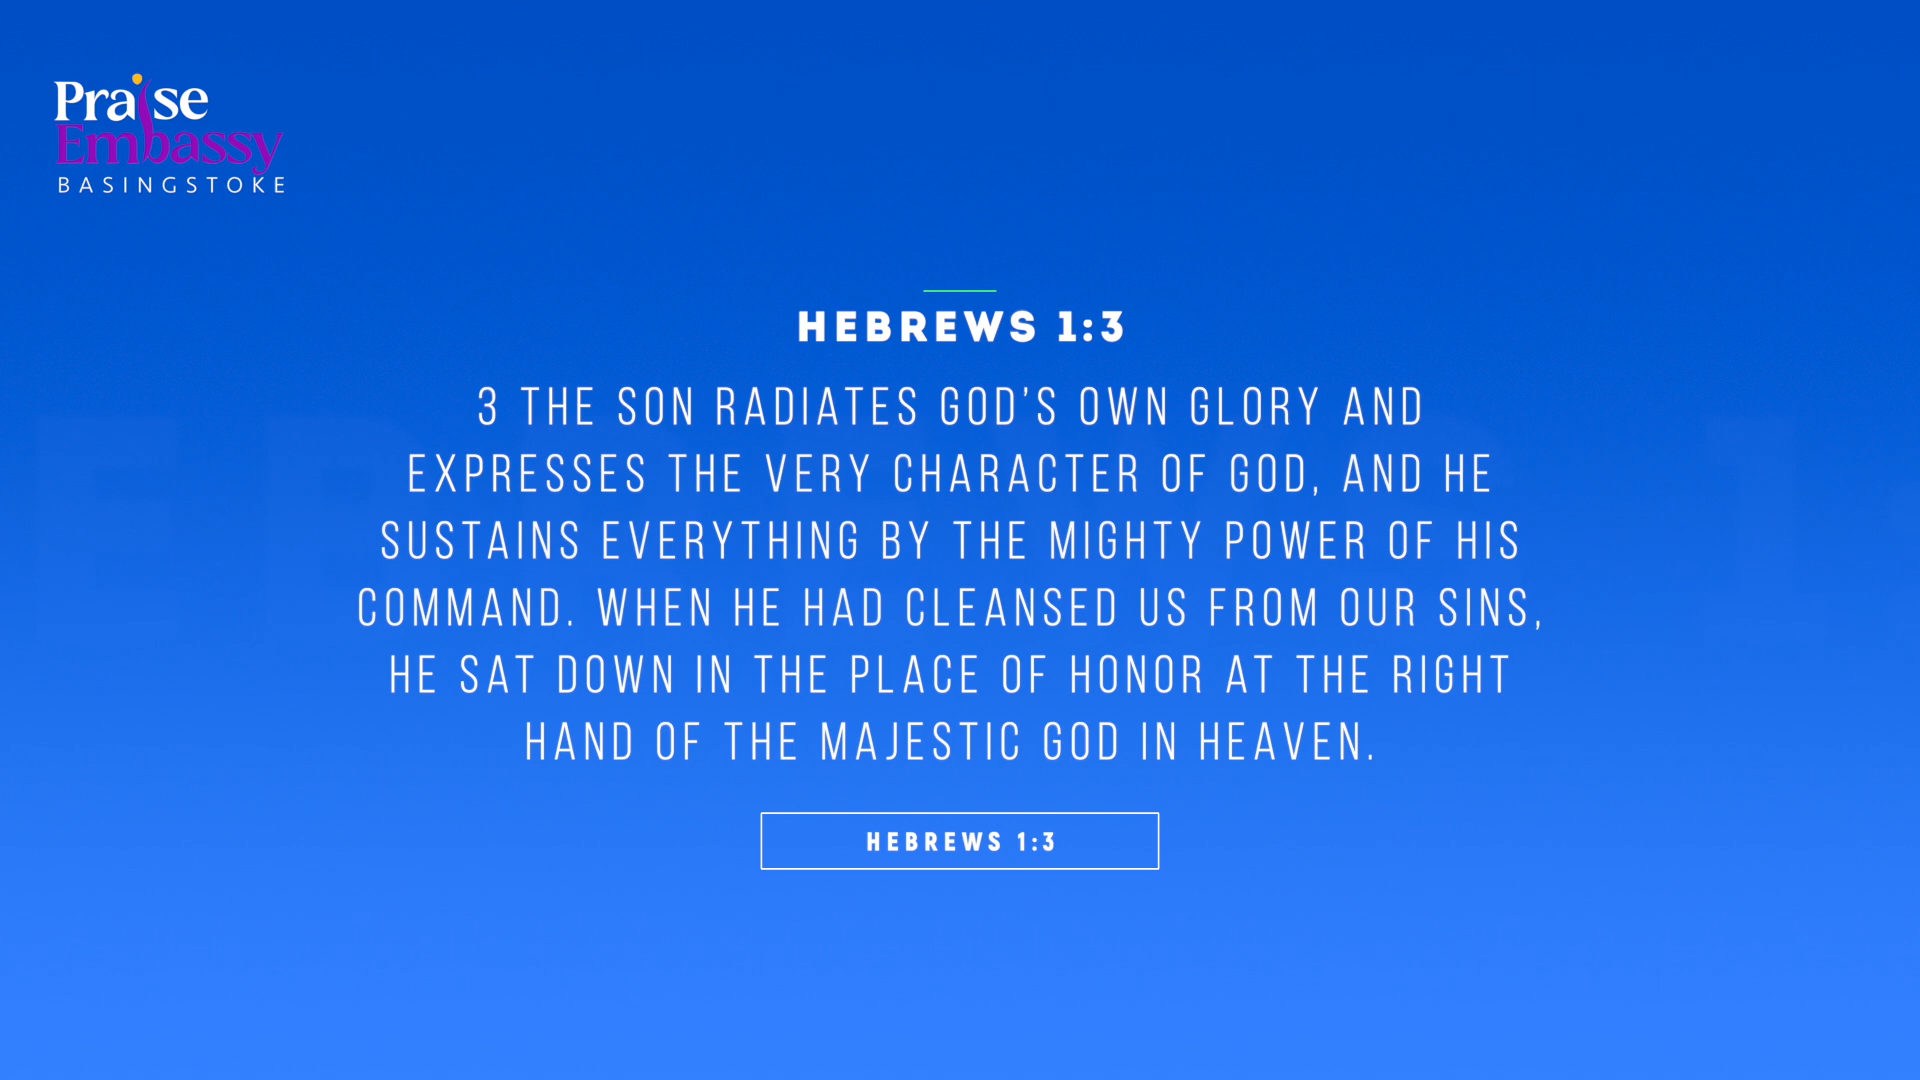 Praise
Embassy
BASINGSTOKE
HEBREWS 1:3
3 THE SON RADIATES GOD’S OWN GLORY AND
EXPRESSES THE VERY CHARACTER OF GOD, AND HE
SUSTAINS EVERYTHING BY THE MIGHTY POWER OF HIS
COMMAND. WHEN HE HAD CLEANSED US FROM OUR SINS,
HE SAT DOWN IN THE PLACE OF HONOR AT THE RIGHT
HAND OF THE MAJESTIC GOD IN HEAVEN.
HEBREWS 1:3